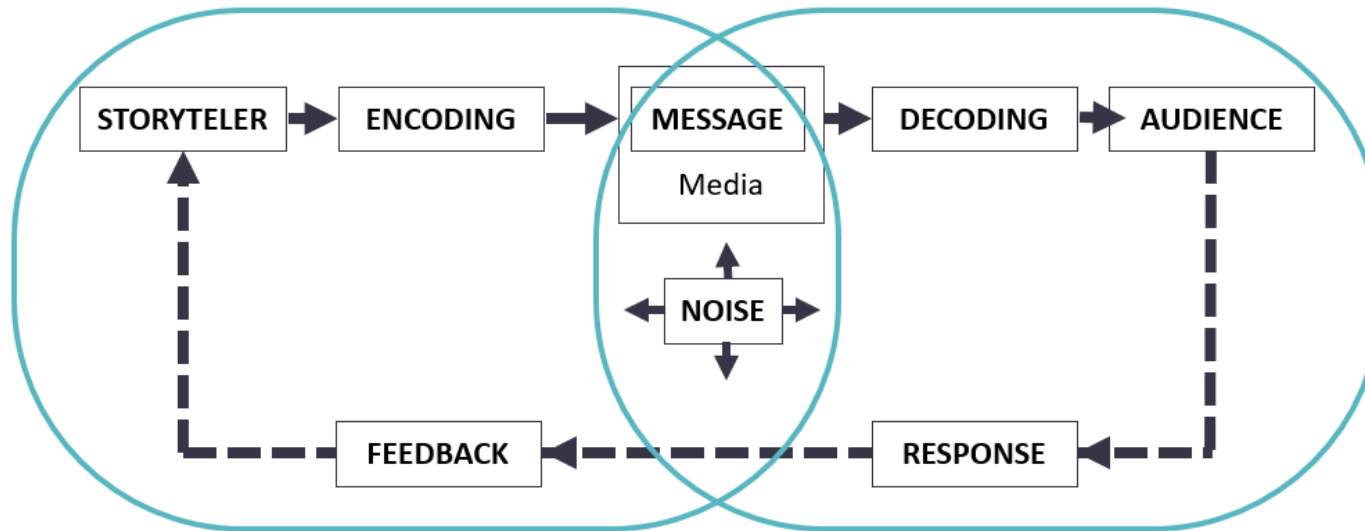 STORYTELER
ENCODING
MESSAGE
Media
DECODING
AUDIENCE
NOISE
FEEDBACK
RESPONSE